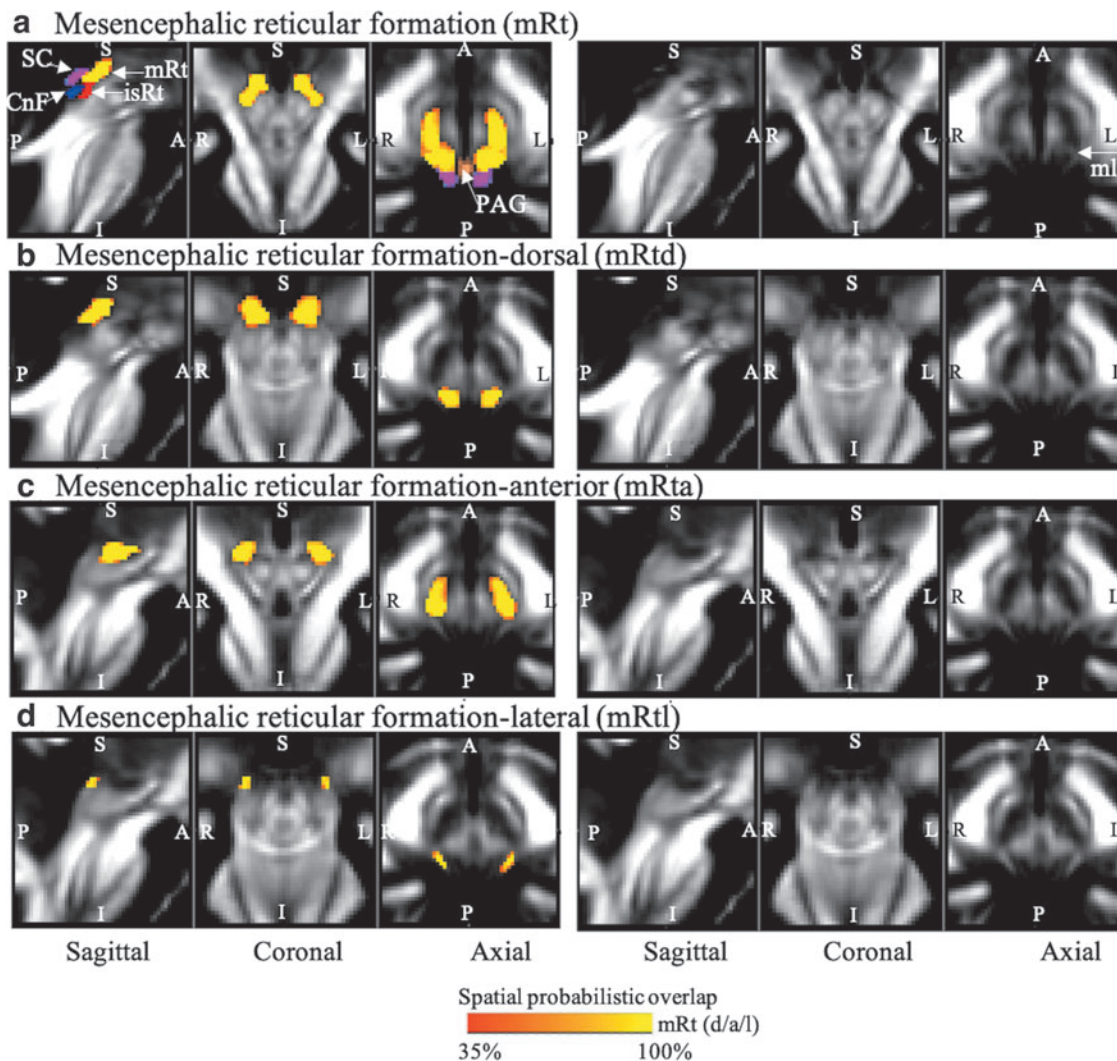 a Mesencephalic reticular formation (mRt)
SC S mRt
CnF isRt
P A
I
S
R L
I
A
R L
PAG
P
S
P A
I
S
R L
I
A
R L
ml
P
b Mesencephalic reticular formation-dorsal (mRtd)
S
P A
I
S
R L
I
A
L
P
S
P A
I
S
R L
I
A
R L
P
c Mesencephalic reticular formation-anterior (mRta)
S
P A
I
S
R L
I
A
R L
P
S
P A
I
S
R L
I
A
R L
P
d Mesencephalic reticular formation-lateral (mRtl)
S
P A
I
S
R L
I
A
R L
P
S
P A
I
S
R L
I
A
R
P
Sagittal Coronal Axial Sagittal Coronal Axial
Spatial probabilistic overlap
mRt (d/a/l)
35% 100%